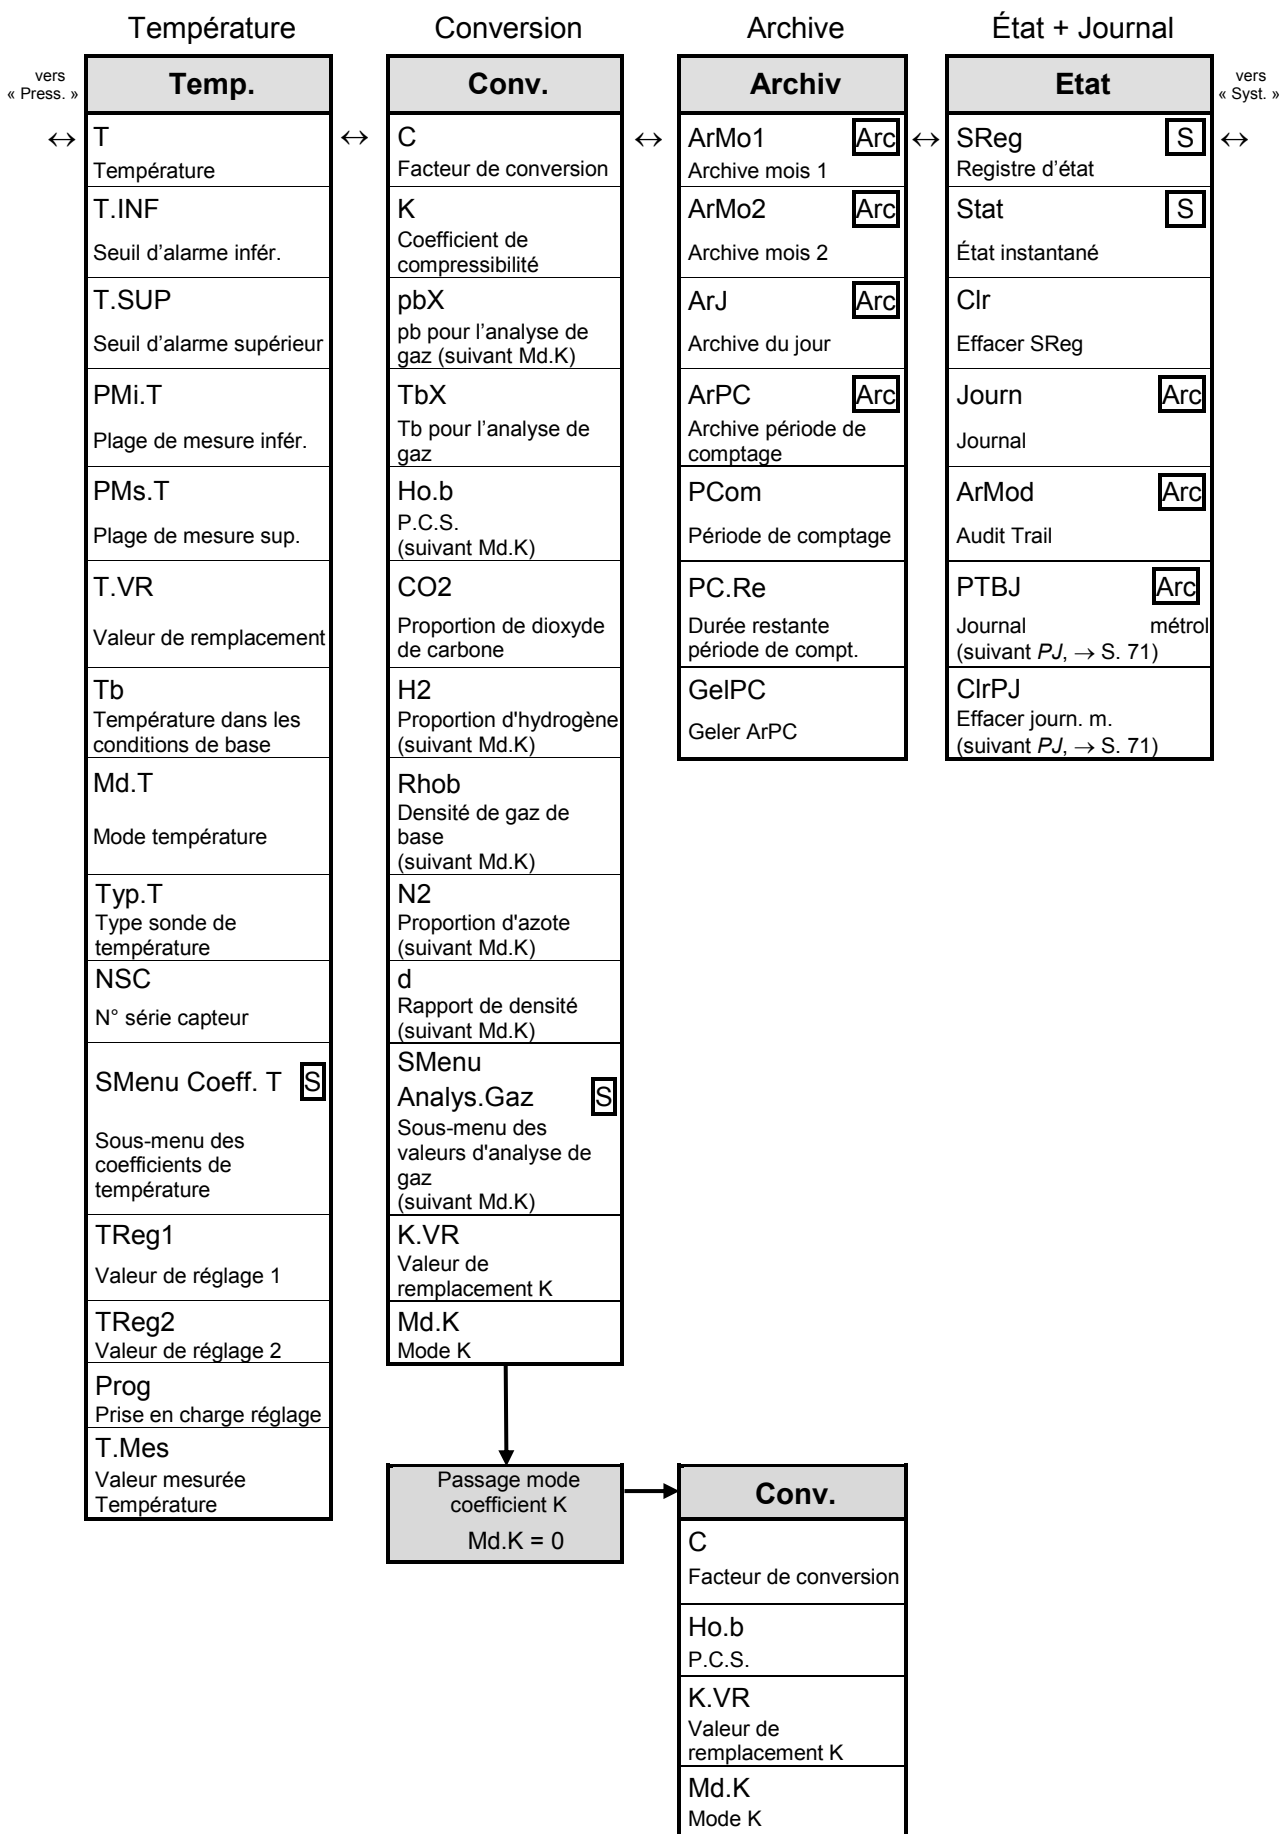 Température
Conversion
Archive
État + Journal
vers
« Press. »
Temp.
Conv.
Archiv
Etat
vers
« Syst. »
↔
T
Température
T.INF
Seuil d'alarme infér.
T.SUP
Seuil d'alarme supérieur
PMi.T
Plage de mesure infér.
PMs.T
Plage de mesure sup.
T.VR
Valeur de remplacement
Tb
Température dans les
conditions de base
Md.T
Mode température
Typ.T
Type sonde de
température
NSC
N° série capteur
SMenu Coeff. T S
Sous-menu des
coefficients de
température
TReg1
Valeur de réglage 1
TReg2
Valeur de réglage 2
Prog
Prise en charge réglage
T.Mes
Valeur mesurée
Température
↔
C
Facteur de conversion
K
Coefficient de
compressibilité
pbX
pb pour l'analyse de
gaz (suivant Md.K)
TbX
Tb pour l'analyse de
gaz
Ho.b
P.C.S.
(suivant Md.K)
CO2
Proportion de dioxyde
de carbone
H2
Proportion d'hydrogène
(suivant Md.K)
Rhob
Densité de gaz de
base
(suivant Md.K)
N2
Proportion d'azote
(suivant Md.K)
d
Rapport de densité
(suivant Md.K)
SMenu
Analys.Gaz S
Sous-menu des
valeurs d'analyse de
gaz
(suivant Md.K)
K.VR
Valeur de
remplacement K
Md.K
Mode K
↔
ArMo1 Arc
Archive mois 1
ArMo2 Arc
Archive mois 2
ArJ Arc
Archive du jour
ArPC Arc
Archive période de
comptage
PCom
Période de comptage
PC.Re
Durée restante
période de compt.
GelPC
Geler ArPC
↔
SReg S
Registre d'état
Stat S
État instantané
Clr
Effacer SReg
Journ Arc
Journal
ArMod Arc
Audit Trail
PTBJ Arc
Journal métrol
(suivant PJ, → S. 71)
ClrPJ
Effacer journ. m.
(suivant PJ, → S. 71)
↔
Passage mode
coefficient K
Md.K = 0
Conv.
C
Facteur de conversion
Ho.b
P.C.S.
K.VR
Valeur de
remplacement K
Md.K
Mode K